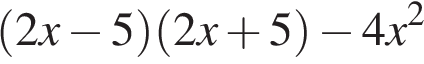 (2x − 5)(2x + 5) − 4x²